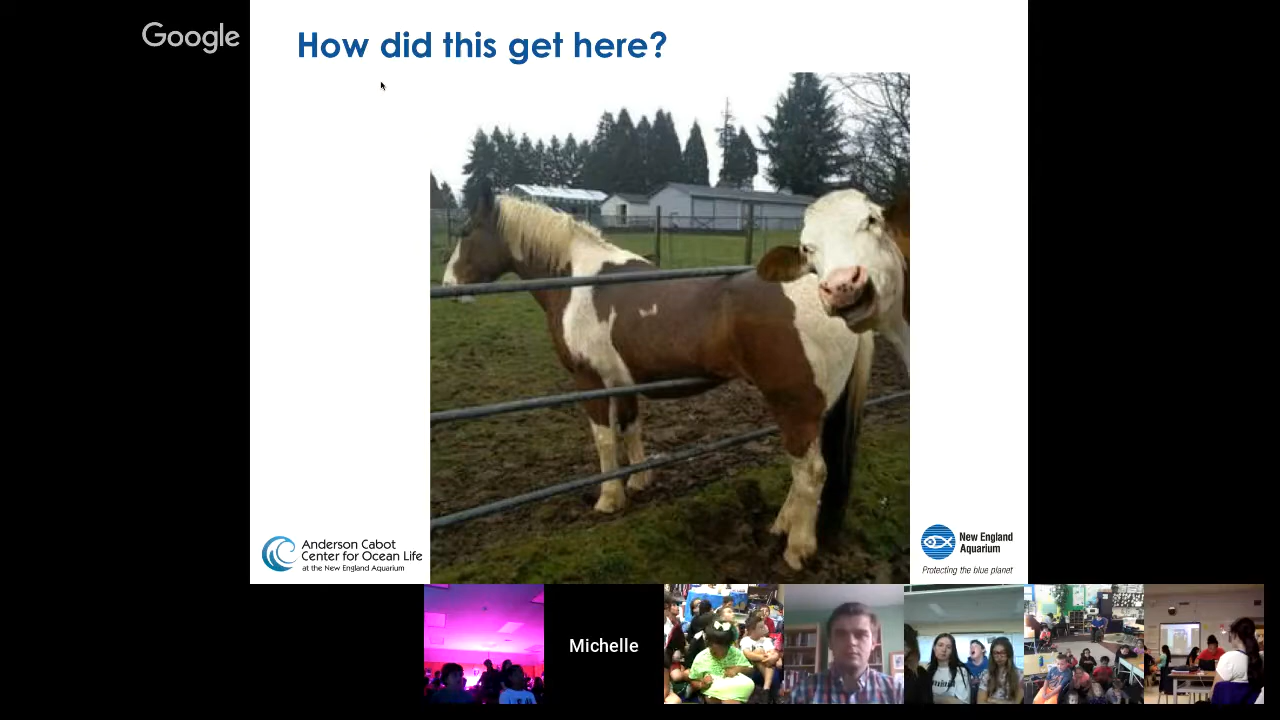 Google
How did this get here?
Anderson Cabot
Center for Ocean Life
at the New England Aquarium
New England
Aquarium
Protecting the blue planet
Michelle